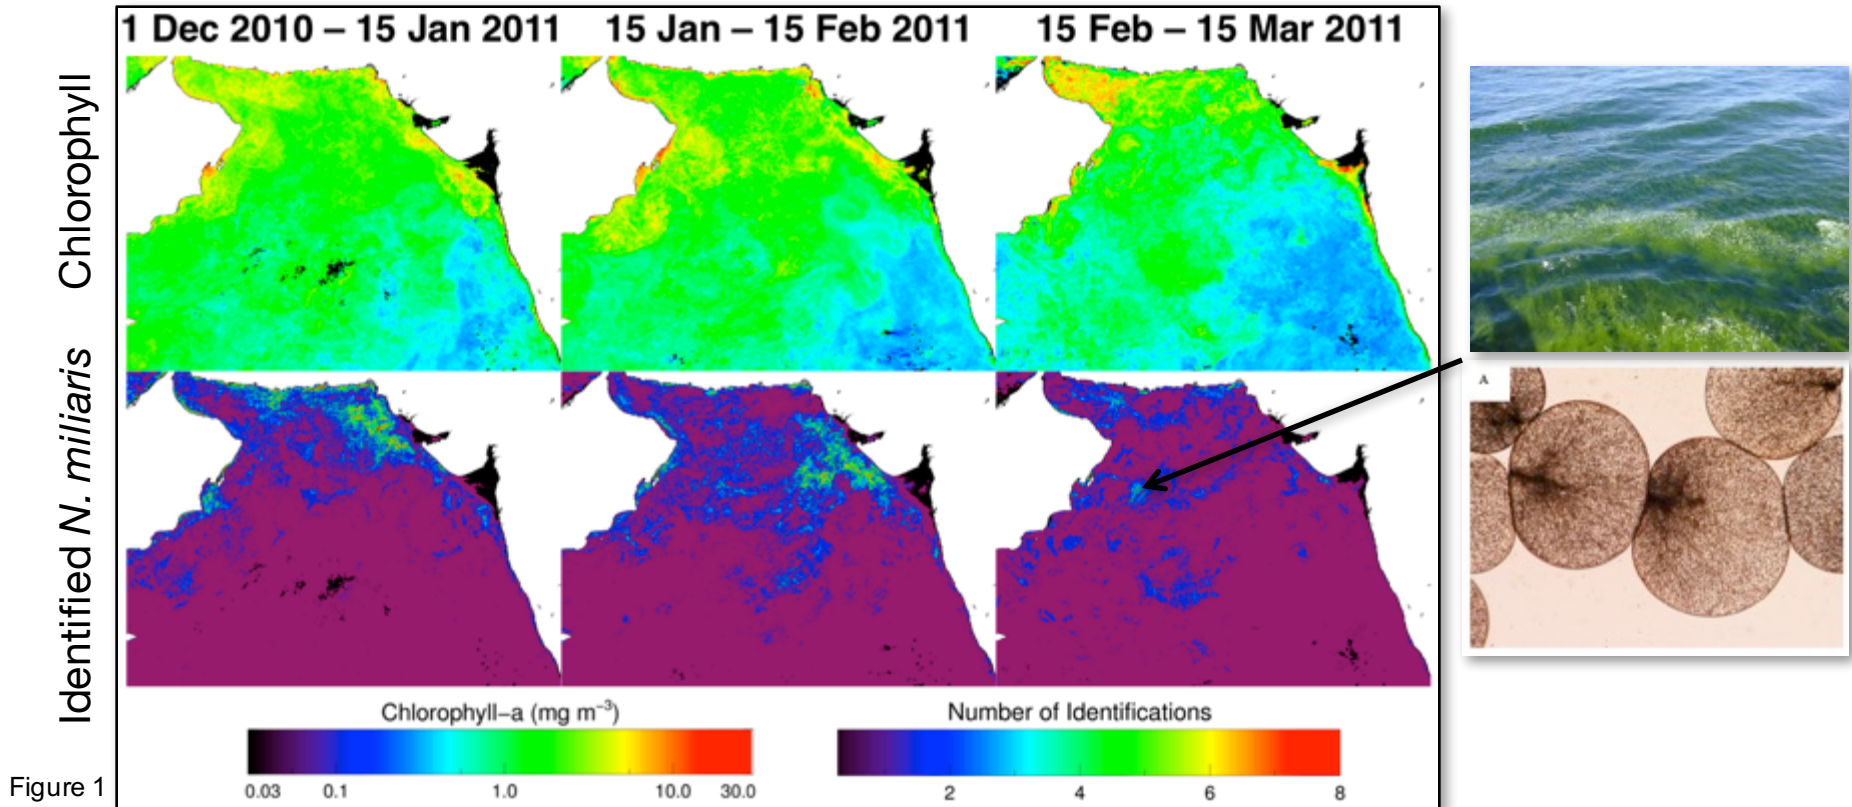 1 Dec 2010 – 15 Jan 2011
15 Jan – 15 Feb 2011
15 Feb – 15 Mar 2011
Chlorophyll
Identified N. miliaris
A
Chlorophyll–a (mg m⁻³)
0.03 0.1 1.0 10.0 30.0
Number of Identifications
2 4 6 8
Figure 1